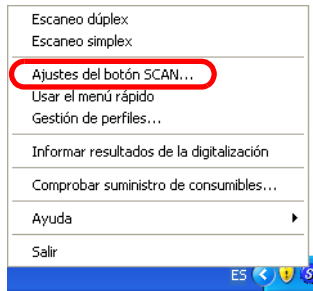 Escaneo dúplex
Escaneo simplex
Ajustes del botón SCAN...
Usar el menú rápido
Gestión de perfiles...
Informar resultados de la digitalización
Comprobar suministro de consumibles...
Ayuda
Salir
ES